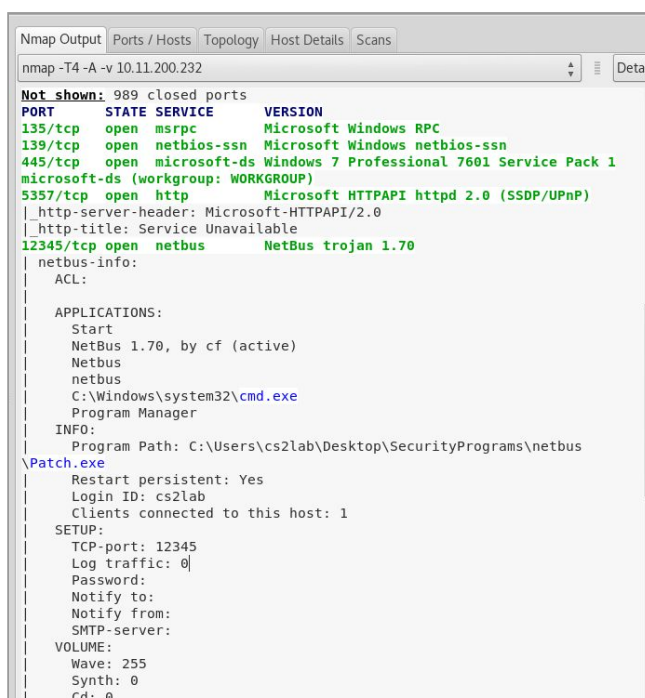 Nmap Output Ports / Hosts Topology Host Details Scans
nmap -T4 -A -v 10.11.200.232 Deta
Not shown: 989 closed ports
PORT STATE SERVICE VERSION
135/tcp open msrpc Microsoft Windows RPC
139/tcp open netbios-ssn Microsoft Windows netbios-ssn
445/tcp open microsoft-ds Windows 7 Professional 7601 Service Pack 1
microsoft-ds (workgroup: WORKGROUP)
5357/tcp open http Microsoft HTTPAPI httpd 2.0 (SSDP/UPnP)
|_http-server-header: Microsoft-HTTPAPI/2.0
|_http-title: Service Unavailable
12345/tcp open netbus NetBus trojan 1.70
| netbus-info:
|   ACL:
|
|   APPLICATIONS:
|     Start
|     NetBus 1.70, by cf (active)
|     Netbus
|     netbus
|     C:\Windows\system32\cmd.exe
|     Program Manager
|   INFO:
|     Program Path: C:\Users\cs2lab\Desktop\SecurityPrograms\netbus
\Patch.exe
|     Restart persistent: Yes
|     Login ID: cs2lab
|     Clients connected to this host: 1
|   SETUP:
|     TCP-port: 12345
|     Log traffic: 0
|     Password:
|     Notify to:
|     Notify from:
|     SMTP-server:
|   VOLUME:
|     Wave: 255
|     Synth: 0
|     Cd: 0